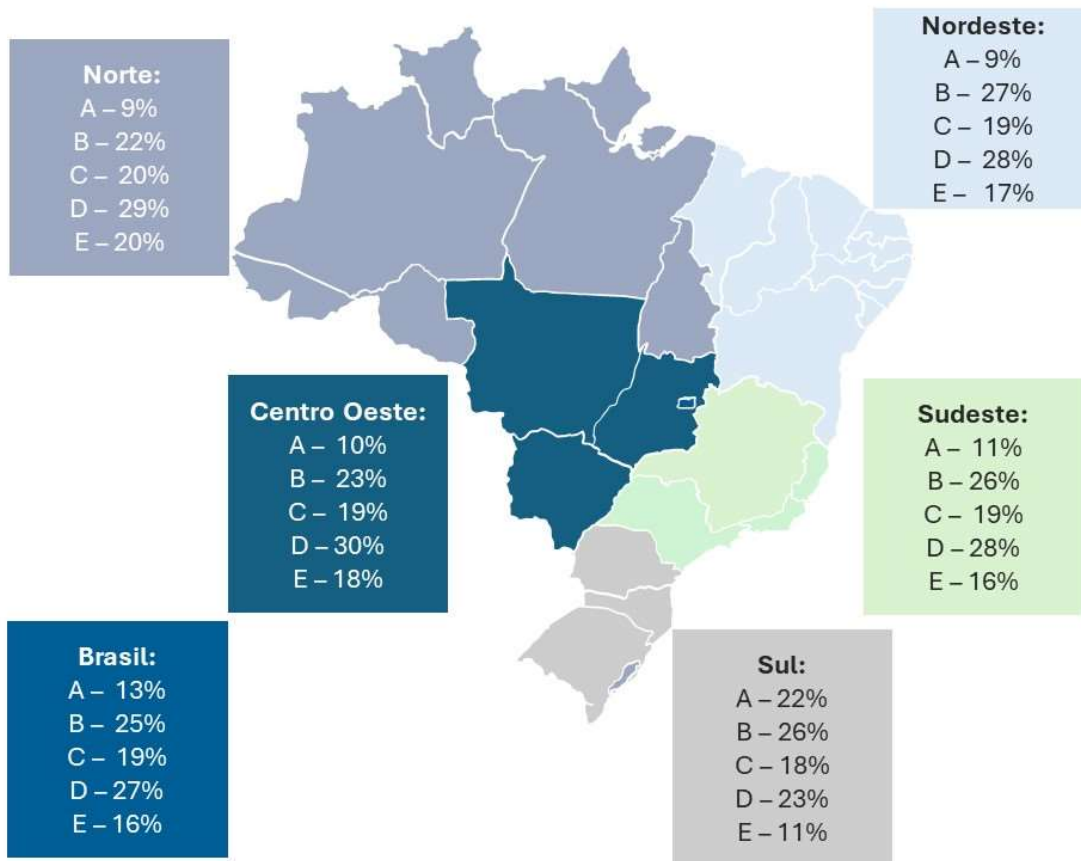 Norte:
A – 9%
B – 22%
C – 20%
D – 29%
E – 20%
Nordeste:
A – 9%
B – 27%
C – 19%
D – 28%
E – 17%
Centro Oeste:
A – 10%
B – 23%
C – 19%
D – 30%
E – 18%
Sudeste:
A – 11%
B – 26%
C – 19%
D – 28%
E – 16%
Brasil:
A – 13%
B – 25%
C – 19%
D – 27%
E – 16%
Sul:
A – 22%
B – 26%
C – 18%
D – 23%
E – 11%